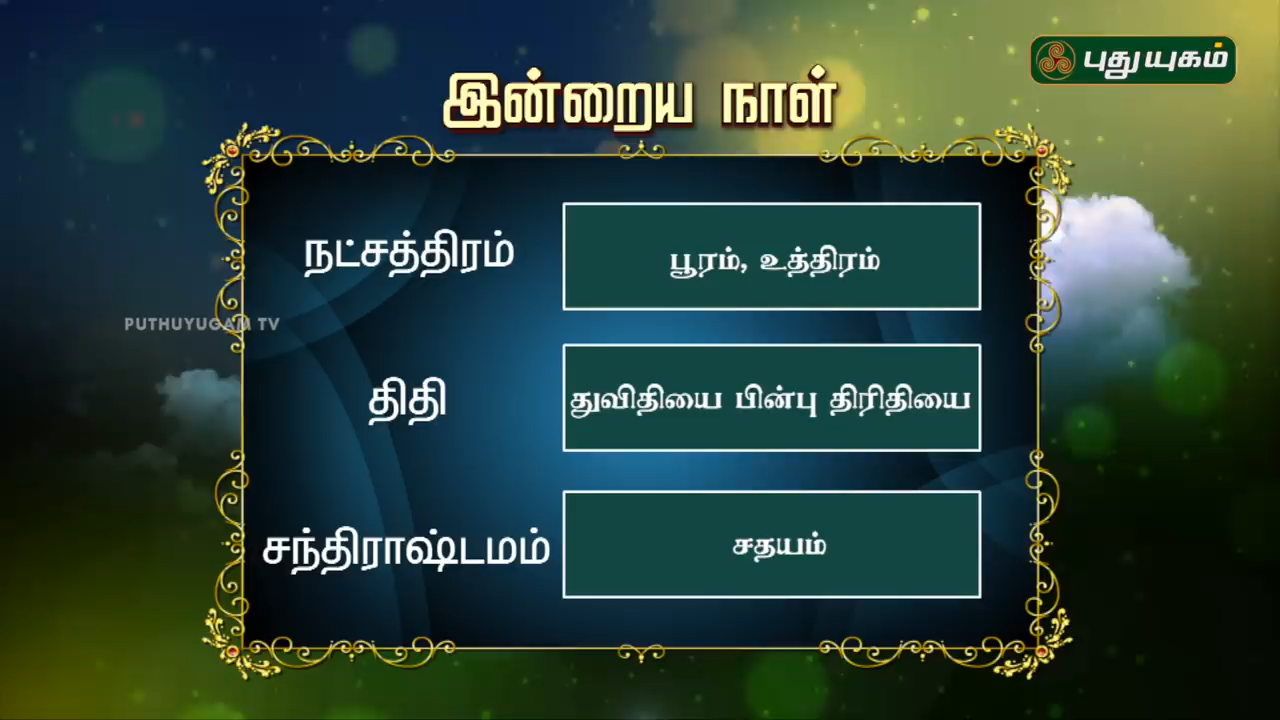 புதுயுகம்
இன்றைய நாள்
நட்சத்திரம்
பூரம், உத்திரம்
PUTHUYUGAM TV
திதி
துவிதியை பின்பு திரிதியை
சந்திராஷ்டமம்
சதயம்